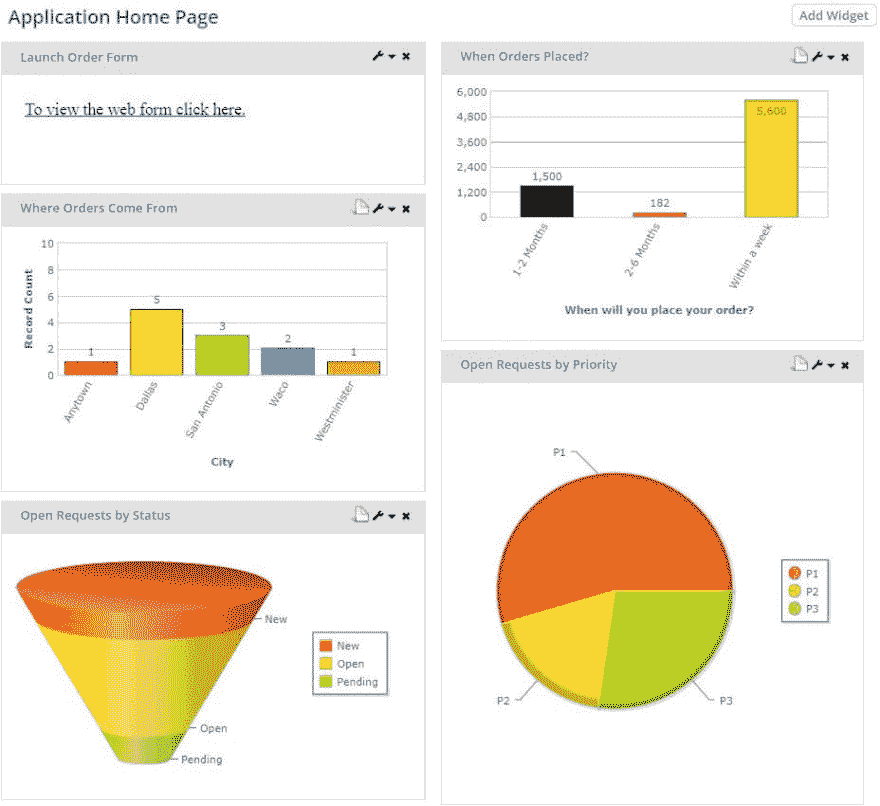 Application Home Page
Add Widget
Launch Order Form
To view the web form click here.
Where Orders Come From
10
8
6
4
2
0
Record Count
1
5
3
2
1
Anytown
Dallas
San Antonio
Waco
Westminister
City
Open Requests by Status
New
Open
Pending
New
Open
Pending
When Orders Placed?
6,000
4,800
3,600
2,400
1,200
0
1,500
182
5,600
1-2 Months
2-6 Months
Within a week
When will you place your order?
Open Requests by Priority
P1
P2
P3
P1
P2
P3